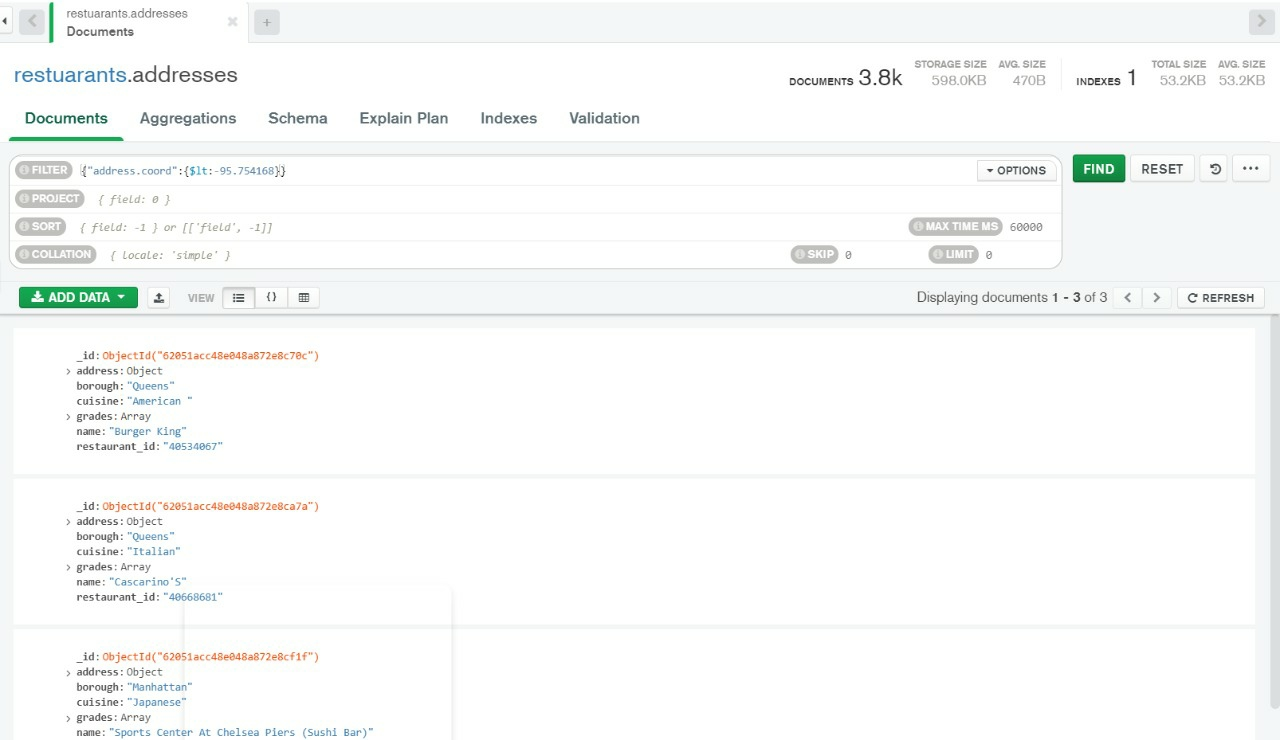 restuarants.addresses
Documents
restuarants.addresses
DOCUMENTS 3.8k STORAGE SIZE 598.0KB AVG. SIZE 470B INDEXES 1 TOTAL SIZE 53.2KB AVG. SIZE 53.2KB
Documents Aggregations Schema Explain Plan Indexes Validation
FILTER {"address.coord":{$lt:-95.754168}} OPTIONS FIND RESET
PROJECT { field: 0 }
SORT { field: -1 } or [['field', -1]] MAX TIME MS 60000
COLLATION { locale: 'simple' } SKIP 0 LIMIT 0
ADD DATA VIEW {} Displaying documents 1 - 3 of 3 REFRESH
_id:ObjectId("62051acc48e048a872e8c70c")
address:Object
borough:"Queens"
cuisine:"American "
grades:Array
name:"Burger King"
restaurant_id:"40534067"
_id:ObjectId("62051acc48e048a872e8ca7a")
address:Object
borough:"Queens"
cuisine:"Italian"
grades:Array
name:"Cascarino'S"
restaurant_id:"40668681"
_id:ObjectId("62051acc48e048a872e8cf1f")
address:Object
borough:"Manhattan"
cuisine:"Japanese"
grades:Array
name:"Sports Center At Chelsea Piers (Sushi Bar)"